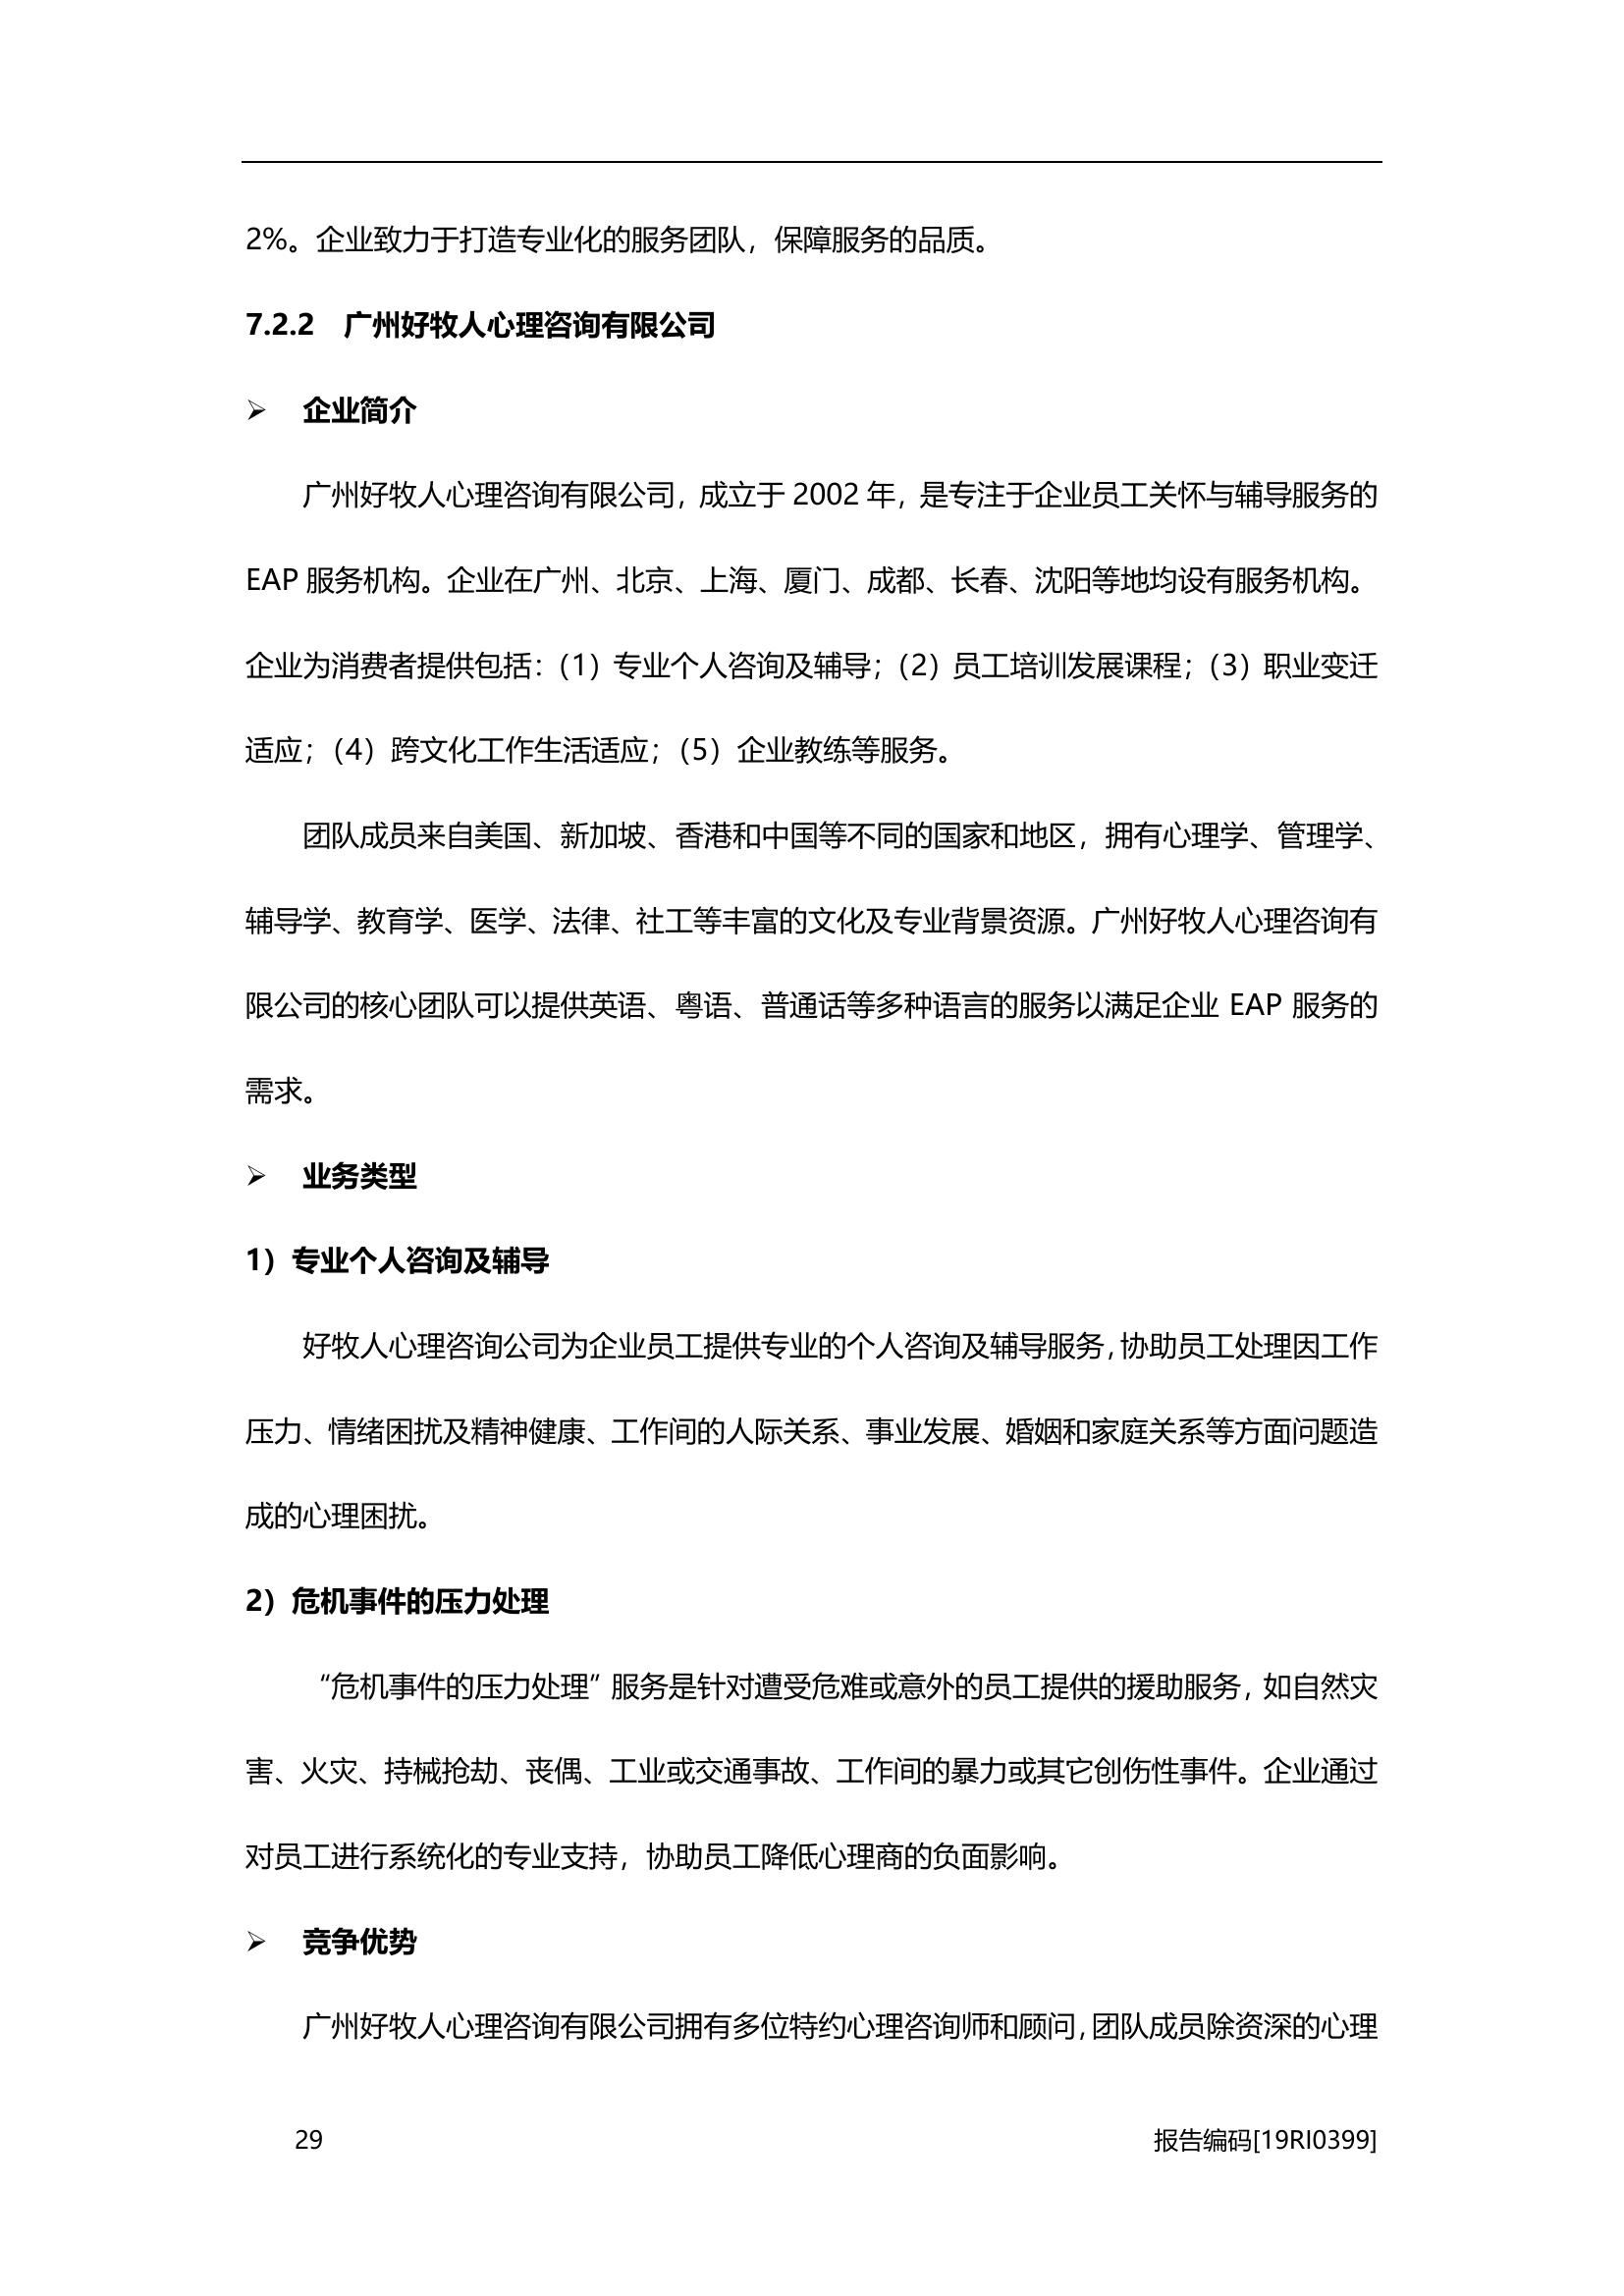 2%。企业致力于打造专业化的服务团队，保障服务的品质。
7.2.2 广州好牧人心理咨询有限公司
➢ 企业简介
广州好牧人心理咨询有限公司，成立于 2002 年，是专注于企业员工关怀与辅导服务的
EAP 服务机构。企业在广州、北京、上海、厦门、成都、长春、沈阳等地均设有服务机构。
企业为消费者提供包括：（1）专业个人咨询及辅导；（2）员工培训发展课程；（3）职业变迁
适应；（4）跨文化工作生活适应；（5）企业教练等服务。
团队成员来自美国、新加坡、香港和中国等不同的国家和地区，拥有心理学、管理学、
辅导学、教育学、医学、法律、社工等丰富的文化及专业背景资源。广州好牧人心理咨询有
限公司的核心团队可以提供英语、粤语、普通话等多种语言的服务以满足企业 EAP 服务的
需求。
➢ 业务类型
1）专业个人咨询及辅导
好牧人心理咨询公司为企业员工提供专业的个人咨询及辅导服务，协助员工处理因工作
压力、情绪困扰及精神健康、工作间的人际关系、事业发展、婚姻和家庭关系等方面问题造
成的心理困扰。
2）危机事件的压力处理
“危机事件的压力处理”服务是针对遭受危难或意外的员工提供的援助服务，如自然灾
害、火灾、持械抢劫、丧偶、工业或交通事故、工作间的暴力或其它创伤性事件。企业通过
对员工进行系统化的专业支持，协助员工降低心理商的负面影响。
➢ 竞争优势
广州好牧人心理咨询有限公司拥有多位特约心理咨询师和顾问，团队成员除资深的心理
29 报告编码[19RI0399]